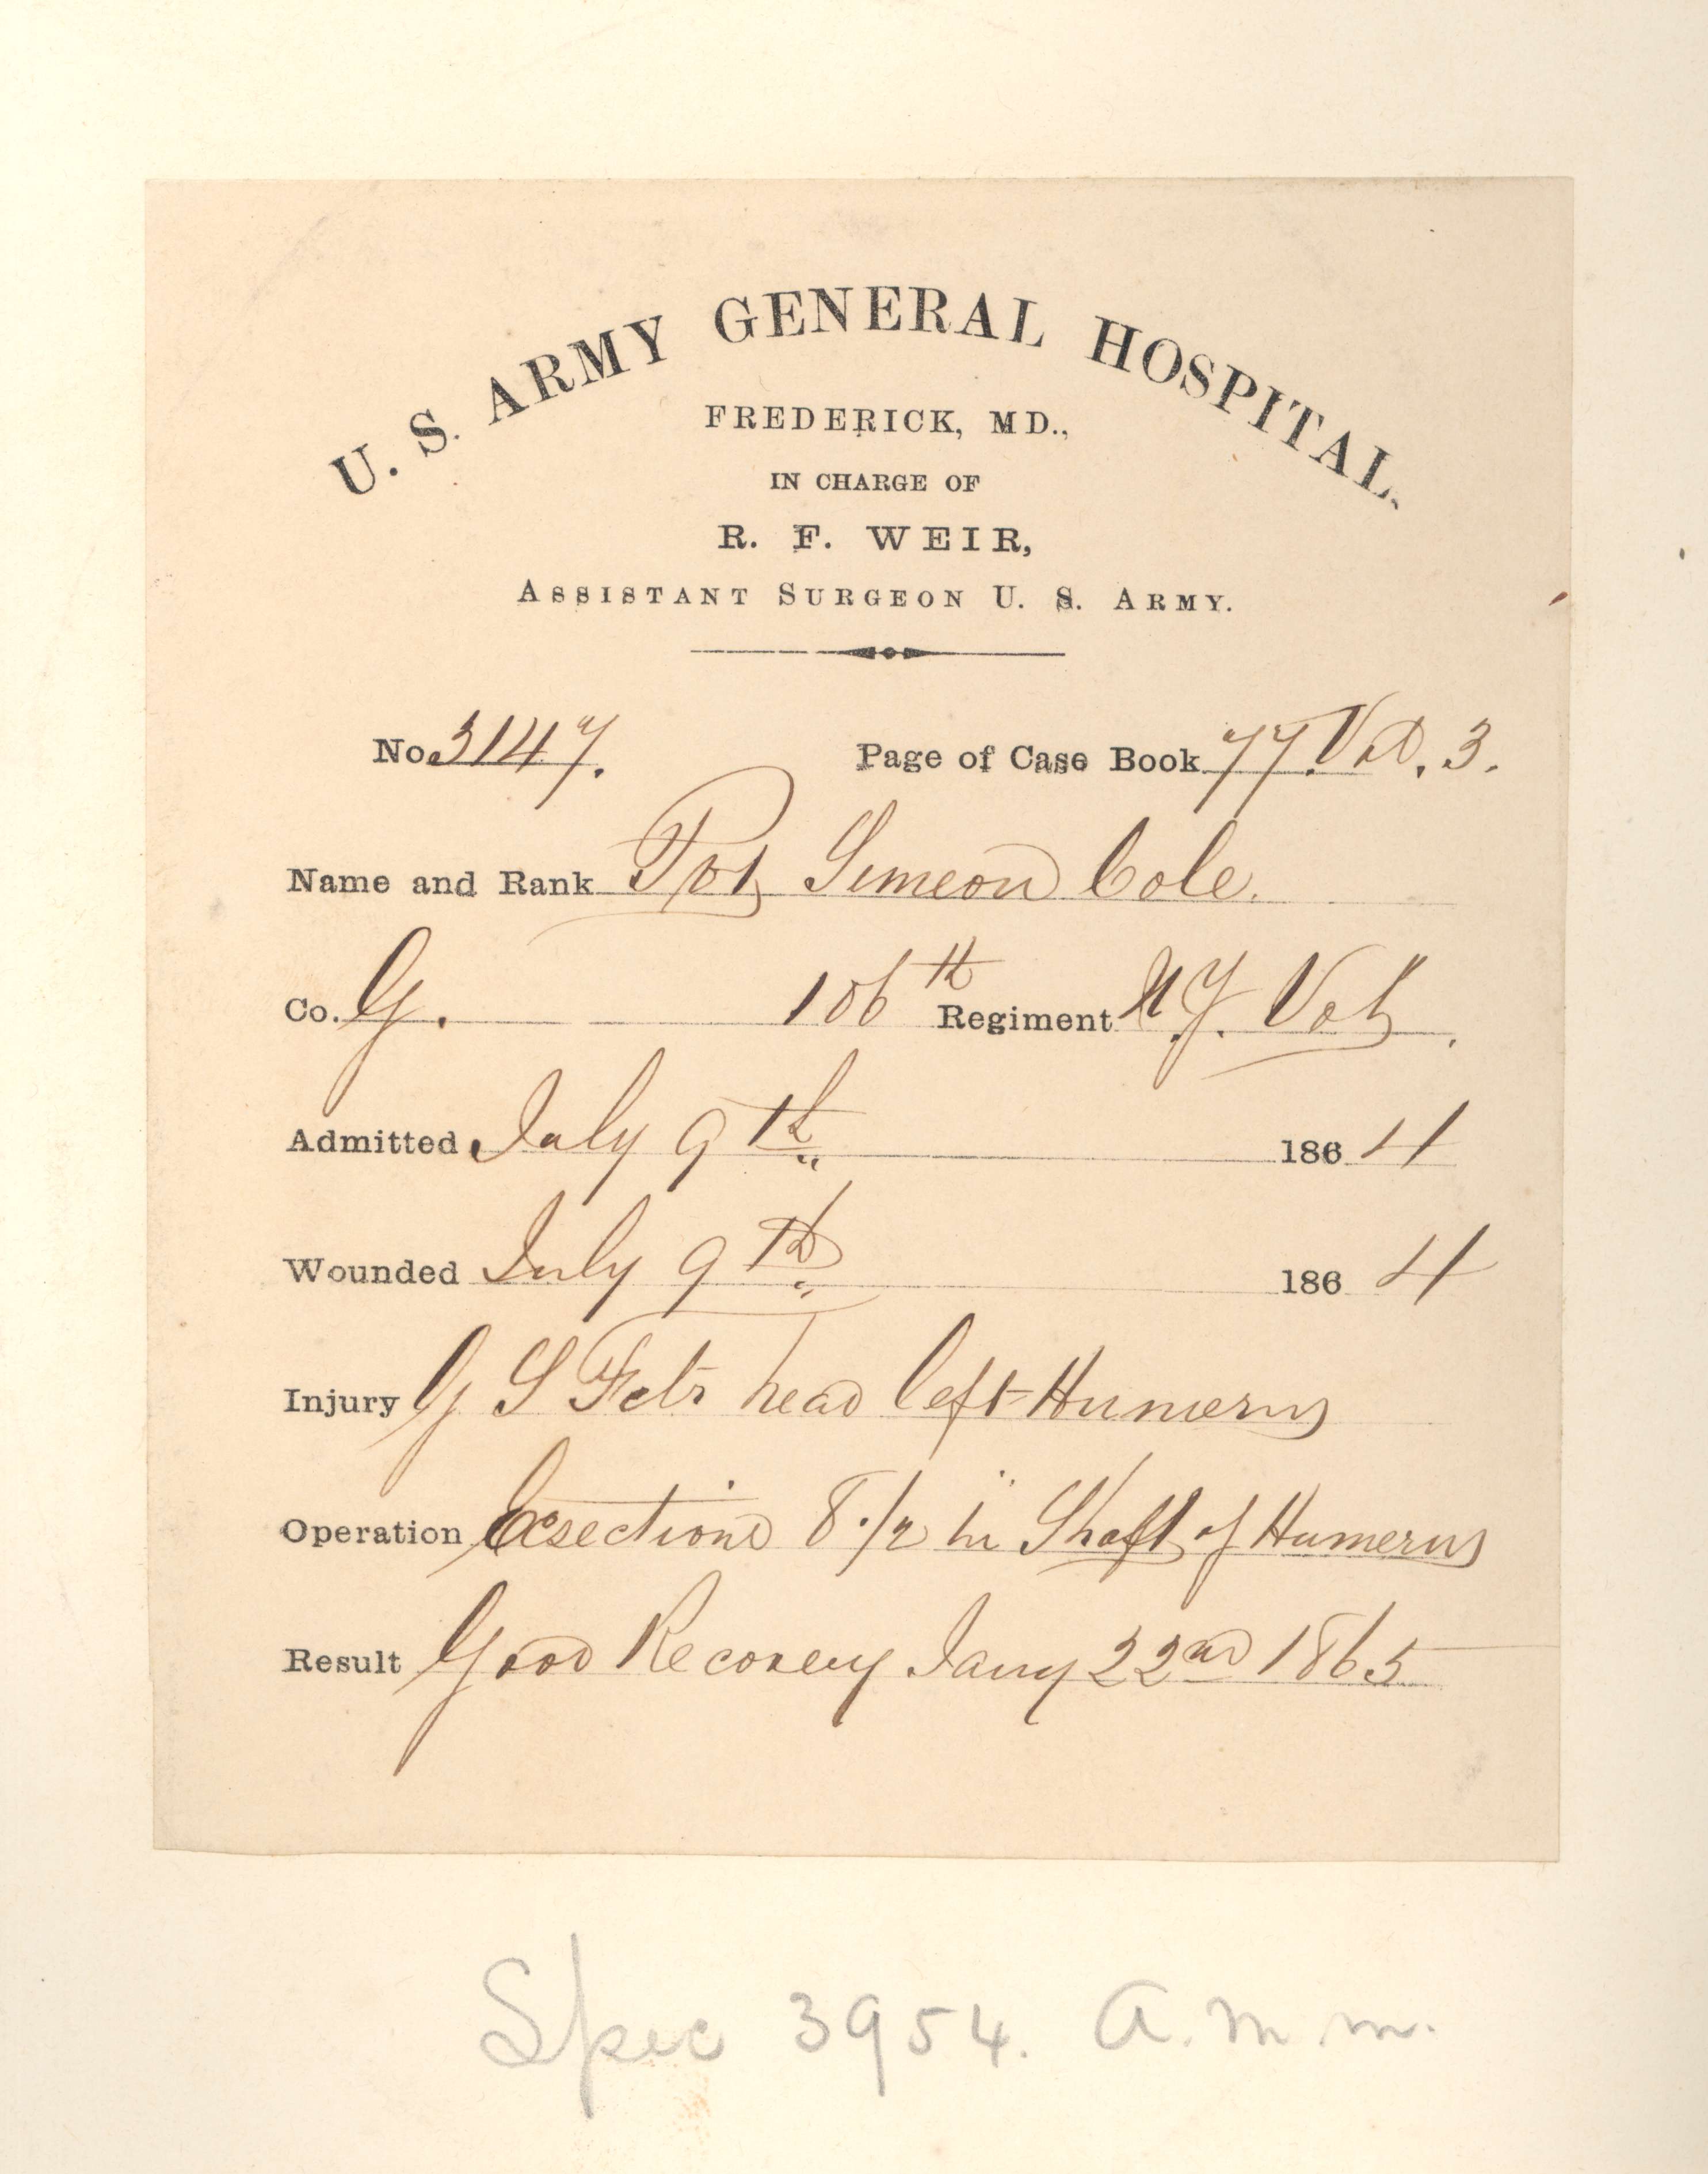 U. S. ARMY GENERAL HOSPITAL,
FREDERICK, MD.,
IN CHARGE OF
R. F. WEIR,
ASSISTANT SURGEON U. S. ARMY.
No. 3147. Page of Case Book 77. Vol. 3.
Name and Rank Pvt Simeon Cole.
Co. G. 106th Regiment N.Y. Vols.
Admitted July 9th 1864
Wounded July 9th 1864
Injury G S Fctr head left Humerus
Operation Exsection 8 1/2 in Shaft of Humerus
Result Good Recovery Jany 22nd 1865
Spec 3954. A.M.M.